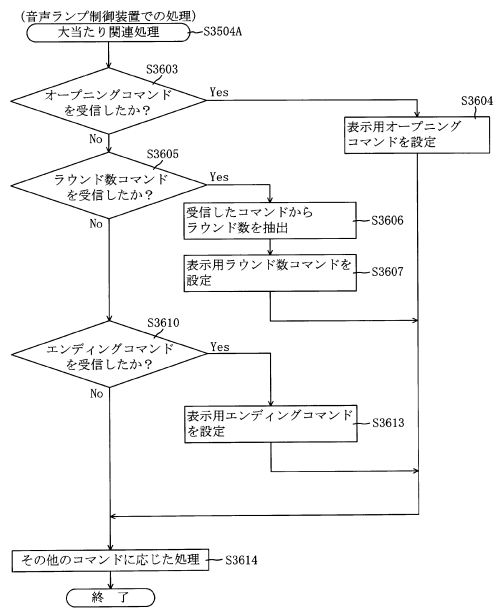 (音声ランプ制御装置での処理)
大当たり関連処理
S3504A
S3603
オープニングコマンド
を受信したか？
Yes
No
S3604
表示用オープニング
コマンドを設定
S3605
ラウンド数コマンド
を受信したか？
Yes
No
受信したコマンドから
ラウンド数を抽出
S3606
表示用ラウンド数コマンドを
設定
S3607
S3610
エンディングコマンド
を受信したか？
Yes
No
表示用エンディングコマンド
を設定
S3613
その他のコマンドに応じた処理
S3614
終 了